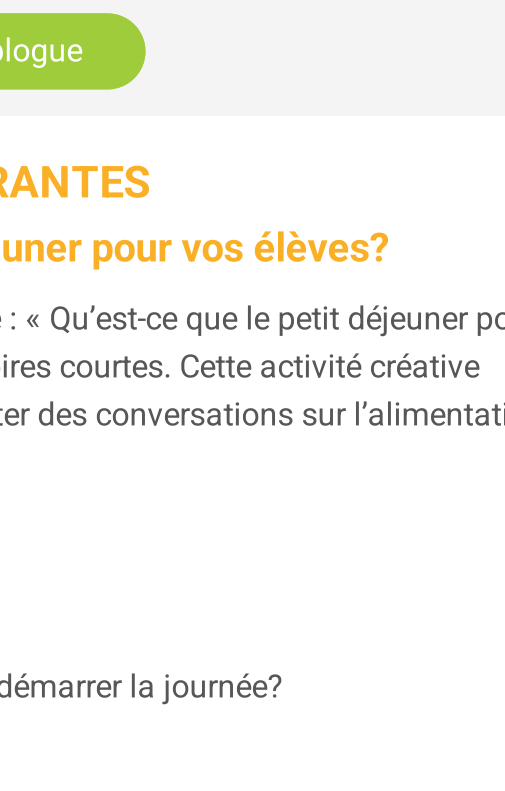 ologue
RANTES
uner pour vos élèves?
: « Qu’est-ce que le petit déjeuner po
ires courtes. Cette activité créative
ter des conversations sur l’alimentati
démarrer la journée?